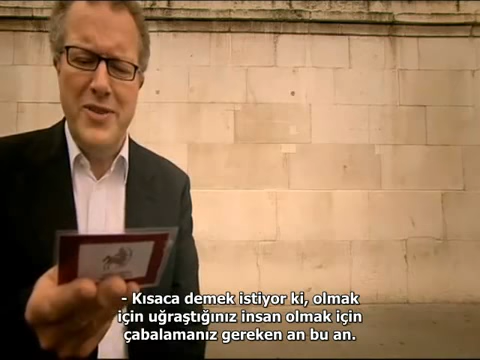 - Kısaca demek istiyor ki, olmak
için uğraştığınız insan olmak için
çabalamanız gereken an bu an.